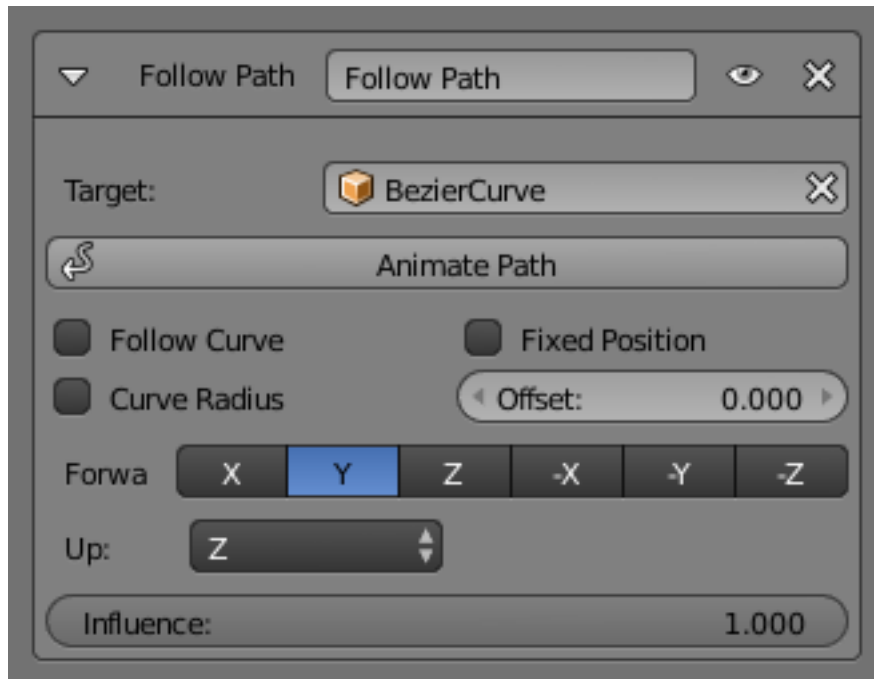 Follow Path Follow Path
Target: BezierCurve
Animate Path
Follow Curve Fixed Position
Curve Radius Offset: 0.000
Forwa X Y Z -X -Y -Z
Up: Z
Influence: 1.000